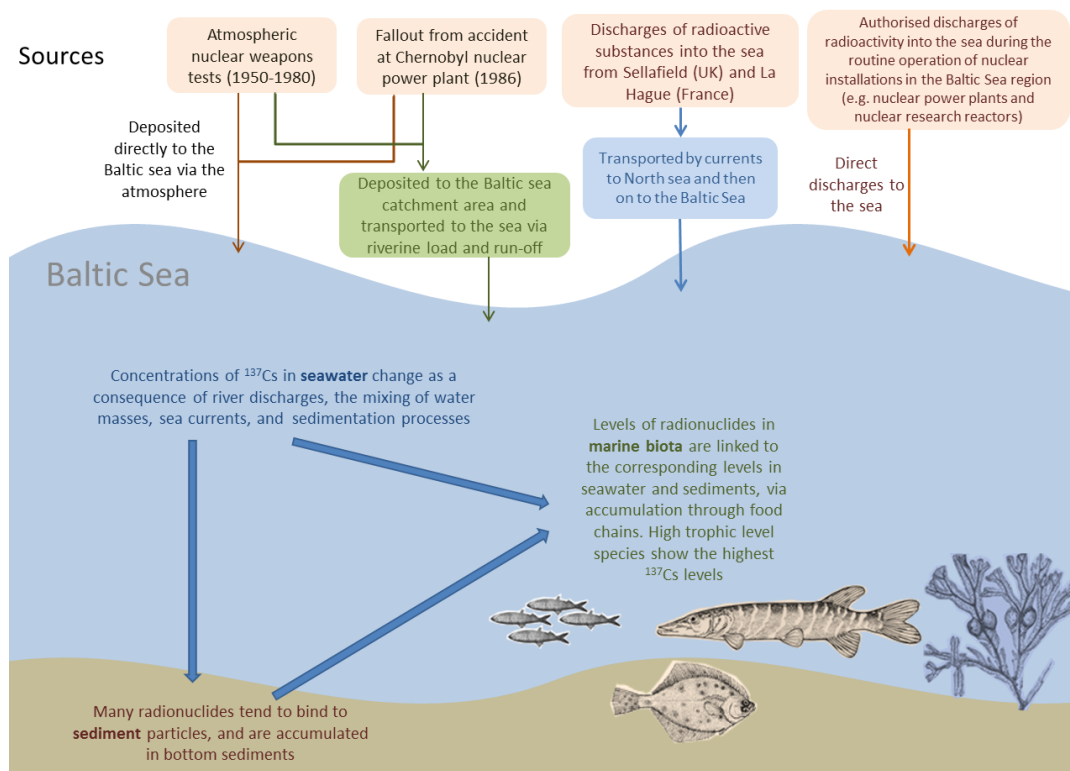 Sources
Atmospheric
nuclear weapons
tests (1950-1980)
Fallout from accident
at Chernobyl nuclear
power plant (1986)
Discharges of radioactive
substances into the sea
from Sellafield (UK) and La
Hague (France)
Authorised discharges of
radioactivity into the sea during the
routine operation of nuclear
installations in the Baltic Sea region
(e.g. nuclear power plants and
nuclear research reactors)
Deposited
directly to the
Baltic sea via the
atmosphere
Deposited to the Baltic sea
catchment area and
transported to the sea via
riverine load and run-off
Transported by currents
to North sea and then
on to the Baltic Sea
Direct
discharges to
the sea
Baltic Sea
Concentrations of ¹³⁷Cs in seawater change as a
consequence of river discharges, the mixing of water
masses, sea currents, and sedimentation processes
Levels of radionuclides in
marine biota are linked to
the corresponding levels in
seawater and sediments, via
accumulation through food
chains. High trophic level
species show the highest
¹³⁷Cs levels
Many radionuclides tend to bind to
sediment particles, and are accumulated
in bottom sediments